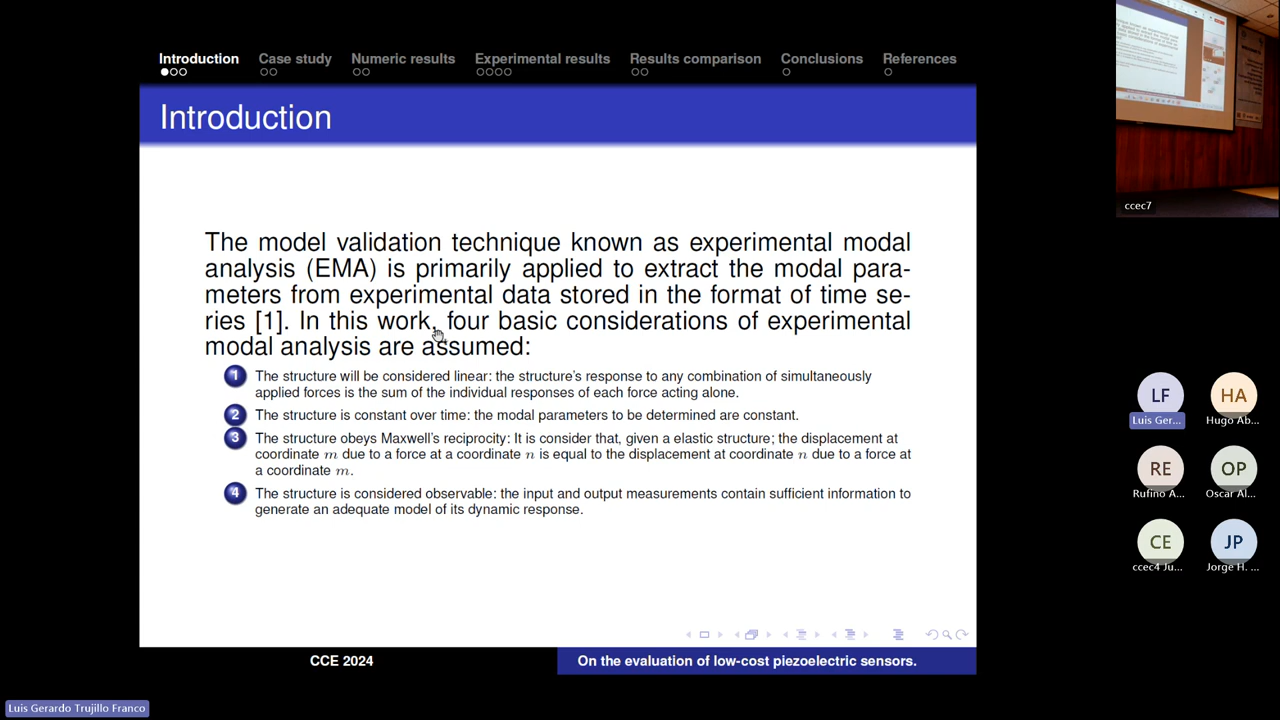 Introduction Case study Numeric results Experimental results Results comparison Conclusions References
Introduction
The model validation technique known as experimental modal
analysis (EMA) is primarily applied to extract the modal para-
meters from experimental data stored in the format of time se-
ries [1]. In this work, four basic considerations of experimental
modal analysis are assumed:
1 The structure will be considered linear: the structure's response to any combination of simultaneously
applied forces is the sum of the individual responses of each force acting alone.
2 The structure is constant over time: the modal parameters to be determined are constant.
3 The structure obeys Maxwell's reciprocity: It is consider that, given a elastic structure; the displacement at
coordinate m due to a force at a coordinate n is equal to the displacement at coordinate n due to a force at
a coordinate m.
4 The structure is considered observable: the input and output measurements contain sufficient information to
generate an adequate model of its dynamic response.
CCE 2024
On the evaluation of low-cost piezoelectric sensors.
ccec7
LF
HA
Luis Ger...
Hugo Ab...
RE
OP
Rufino A...
Oscar Al...
CE
JP
ccec4 Ju...
Jorge H. ...
Luis Gerardo Trujillo Franco